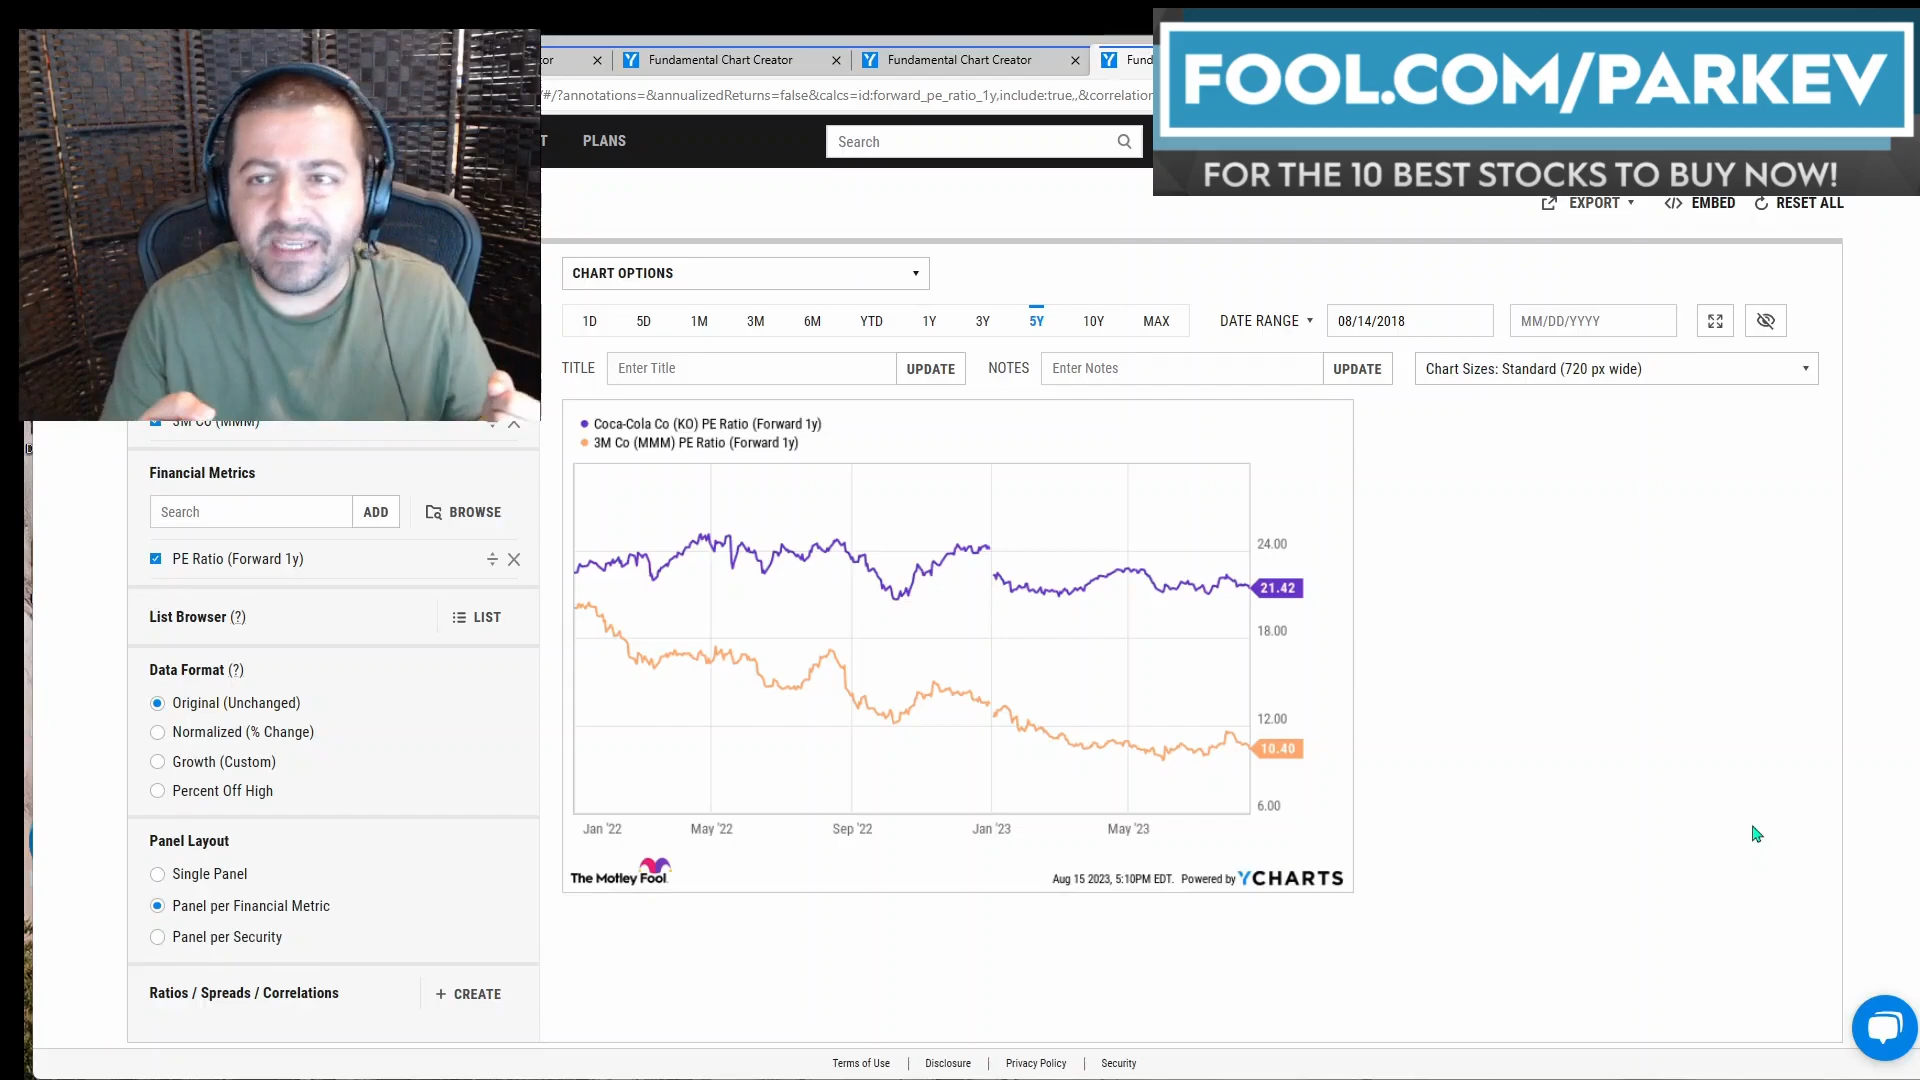 tor
Fundamental Chart Creator
Fundamental Chart Creator
Fund
/#/?annotations=&annualizedReturns=false&calcs=id:forward_pe_ratio_1y,include:true,,&correlation
FOOL.COM/PARKEV
FOR THE 10 BEST STOCKS TO BUY NOW!
T
PLANS
Search
EXPORT
EMBED
RESET ALL
CHART OPTIONS
1D 5D 1M 3M 6M YTD 1Y 3Y 5Y 10Y MAX DATE RANGE 08/14/2018 MM/DD/YYYY
TITLE Enter Title UPDATE NOTES Enter Notes UPDATE Chart Sizes: Standard (720 px wide)
3M Co (MMM)
Financial Metrics
Search ADD BROWSE
PE Ratio (Forward 1y)
List Browser (?) LIST
Data Format (?)
Original (Unchanged)
Normalized (% Change)
Growth (Custom)
Percent Off High
Panel Layout
Single Panel
Panel per Financial Metric
Panel per Security
Ratios / Spreads / Correlations + CREATE
Coca-Cola Co (KO) PE Ratio (Forward 1y)
3M Co (MMM) PE Ratio (Forward 1y)
24.00
21.42
18.00
12.00
10.40
6.00
Jan '22 May '22 Sep '22 Jan '23 May '23
The Motley Fool
Aug 15 2023, 5:10PM EDT. Powered by YCHARTS
Terms of Use | Disclosure | Privacy Policy | Security